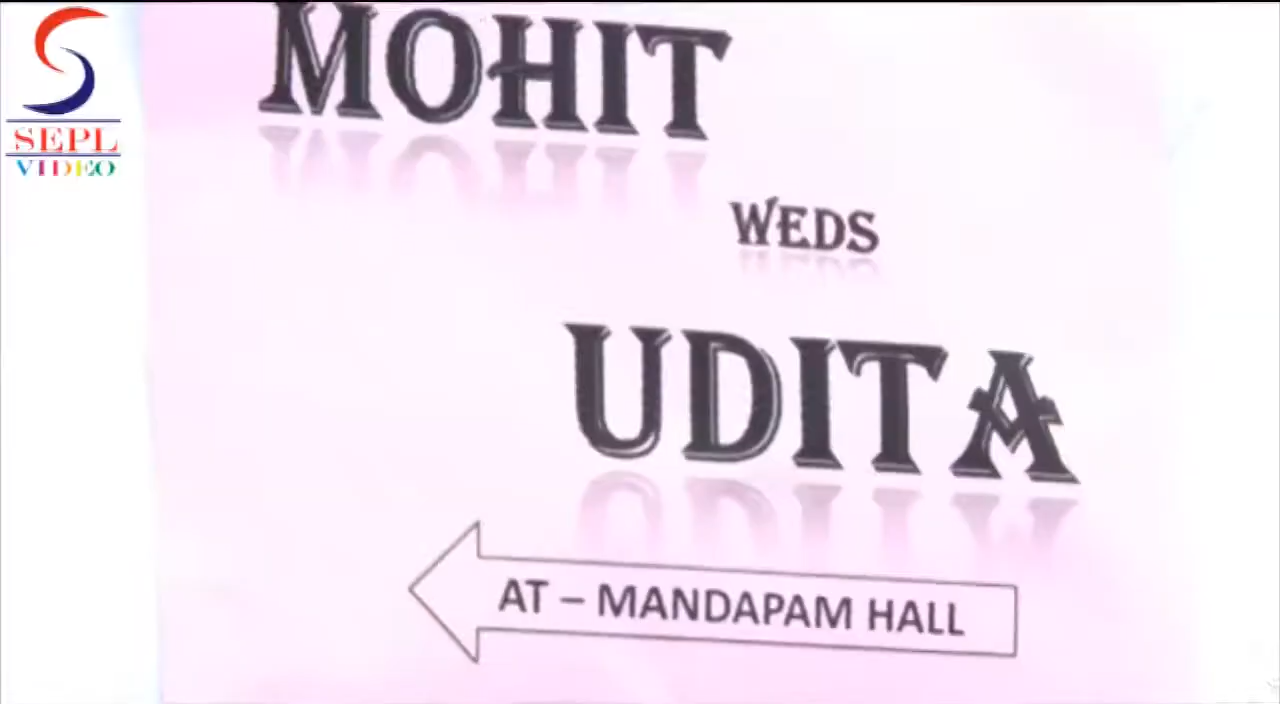 SEPL
VIDEO
MOHIT
WEDS
UDITA
AT – MANDAPAM HALL